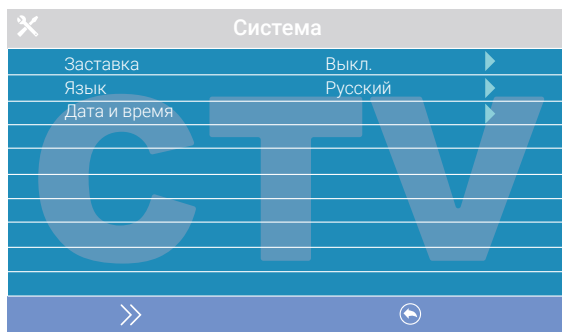 Система
Заставка Выкл.
Язык Русский
Дата и время
CTV